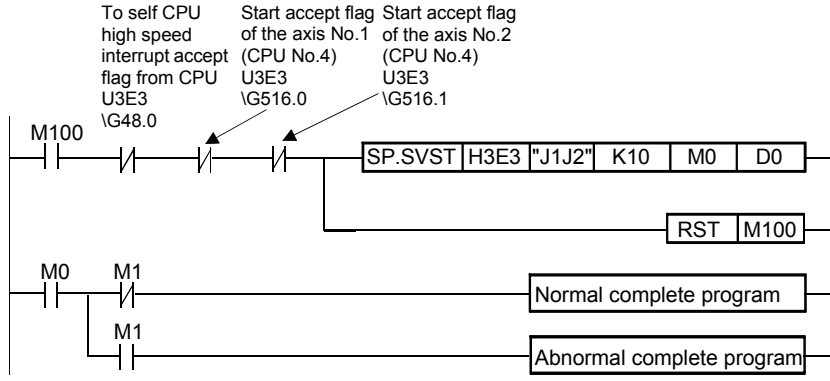 To self CPU
high speed
interrupt accept
flag from CPU
U3E3
\G48.0
Start accept flag
of the axis No.1
(CPU No.4)
U3E3
\G516.0
Start accept flag
of the axis No.2
(CPU No.4)
U3E3
\G516.1
M100
SP.SVST H3E3 "J1J2" K10 M0 D0
RST M100
M0 M1
Normal complete program
M1
Abnormal complete program